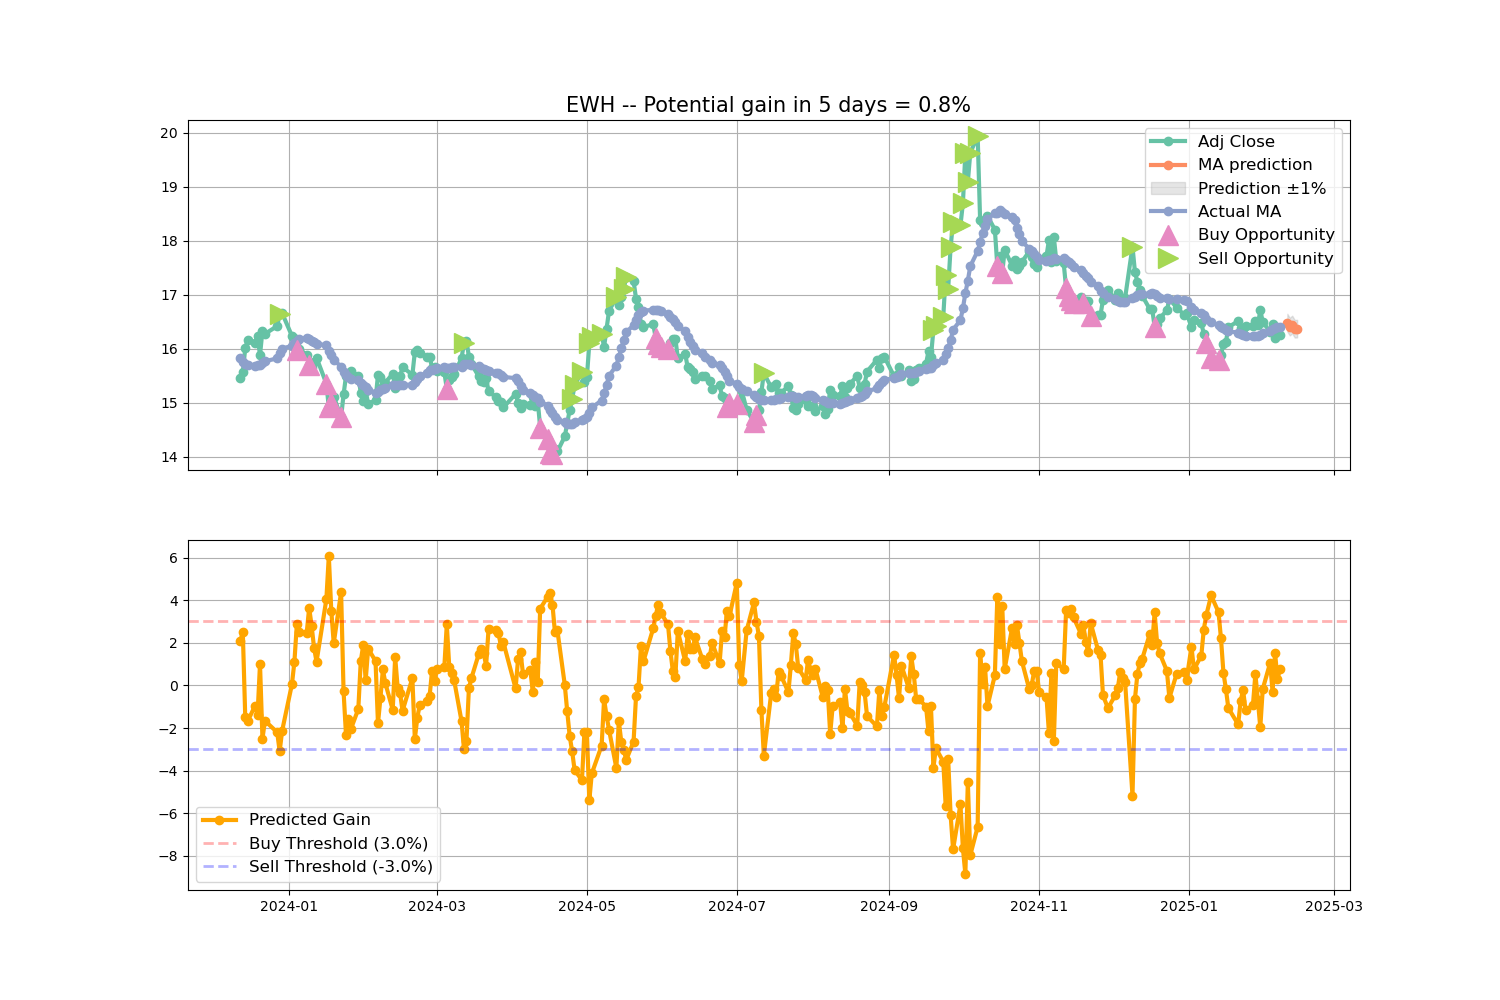 EWH -- Potential gain in 5 days = 0.8%
20
19
18
17
16
15
14
Adj Close
MA prediction
Prediction ±1%
Actual MA
Buy Opportunity
Sell Opportunity
6
4
2
0
−2
−4
−6
−8
Predicted Gain
Buy Threshold (3.0%)
Sell Threshold (-3.0%)
2024-01 2024-03 2024-05 2024-07 2024-09 2024-11 2025-01 2025-03